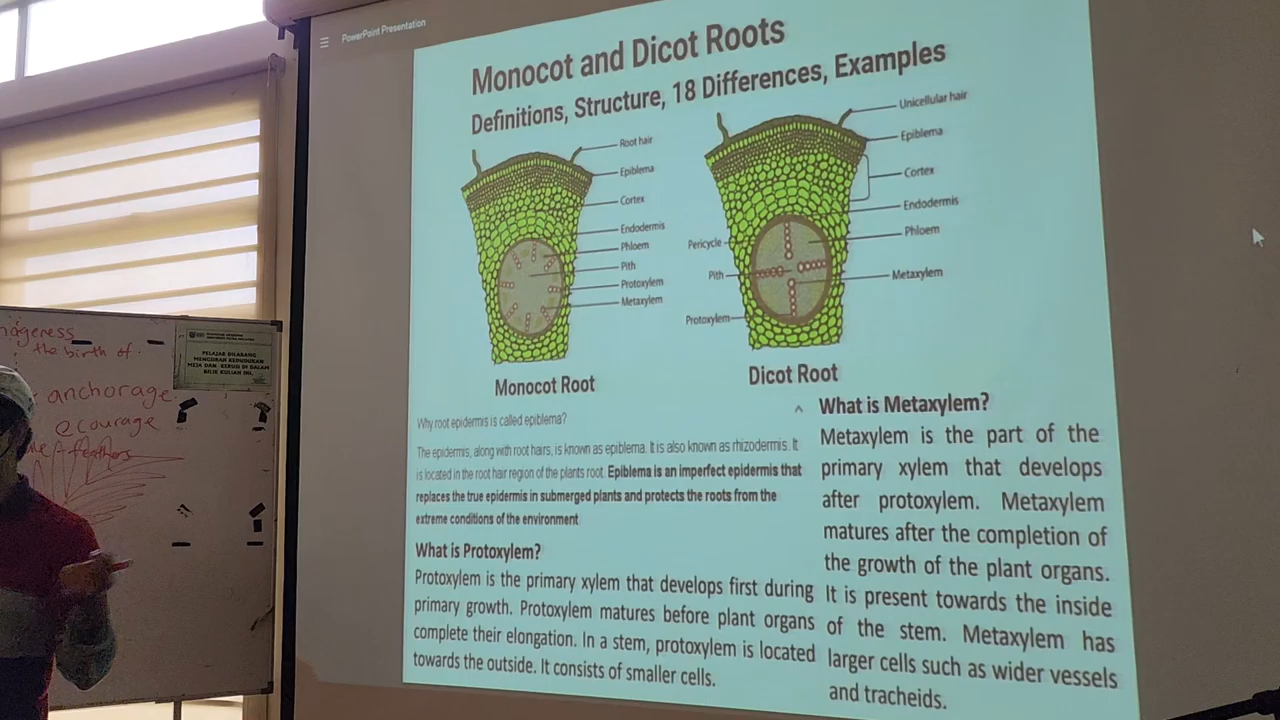 PowerPoint Presentation
Monocot and Dicot Roots
Definitions, Structure, 18 Differences, Examples
Root hair
Epiblema
Cortex
Endodermis
Phloem
Pith
Protoxylem
Metaxylem
Monocot Root
Unicellular hair
Epiblema
Cortex
Endodermis
Phloem
Metaxylem
Pericycle
Pith
Protoxylem
Dicot Root
Why root epidermis is called epiblema?
The epidermis, along with root hairs, is known as epiblema. It is also known as rhizodermis. It
is located in the root hair region of the plants root. Epiblema is an imperfect epidermis that
replaces the true epidermis in submerged plants and protects the roots from the
extreme conditions of the environment
What is Protoxylem?
Protoxylem is the primary xylem that develops first during
primary growth. Protoxylem matures before plant organs
complete their elongation. In a stem, protoxylem is located
towards the outside. It consists of smaller cells.
What is Metaxylem?
Metaxylem is the part of the
primary xylem that develops
after protoxylem. Metaxylem
matures after the completion of
the growth of the plant organs.
It is present towards the inside
of the stem. Metaxylem has
larger cells such as wider vessels
and tracheids.
the birth of
anchorage
ecourage
feathers
PELAJAR DILARANG
MENGUBAH KEDUDUKAN
MEJA DAN KERUSI DI DALAM
BILIK KULIAH INI.